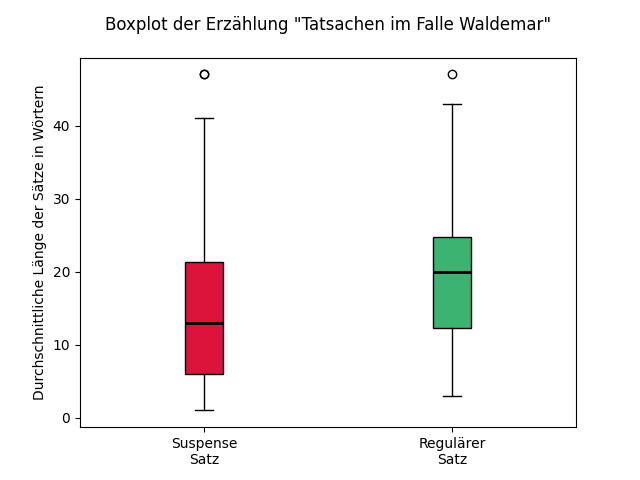 Boxplot der Erzählung "Tatsachen im Falle Waldemar"
Durchschnittliche Länge der Sätze in Wörtern
40
30
20
10
0
Suspense
Satz
Regulärer
Satz